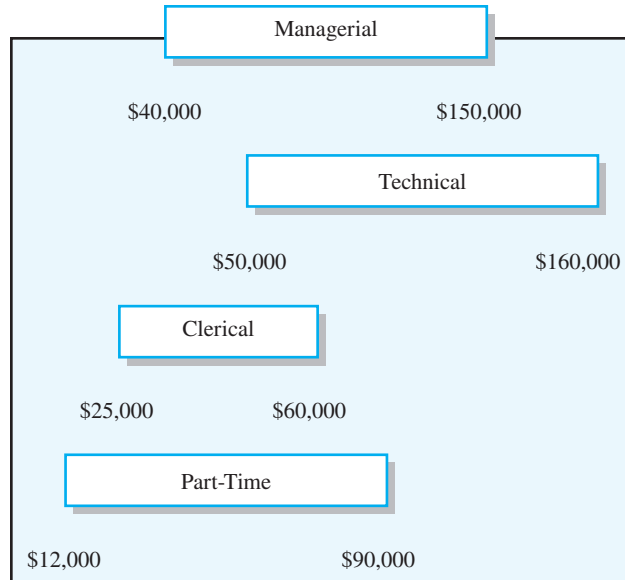 Managerial
$40,000 $150,000
Technical
$50,000 $160,000
Clerical
$25,000 $60,000
Part-Time
$12,000 $90,000